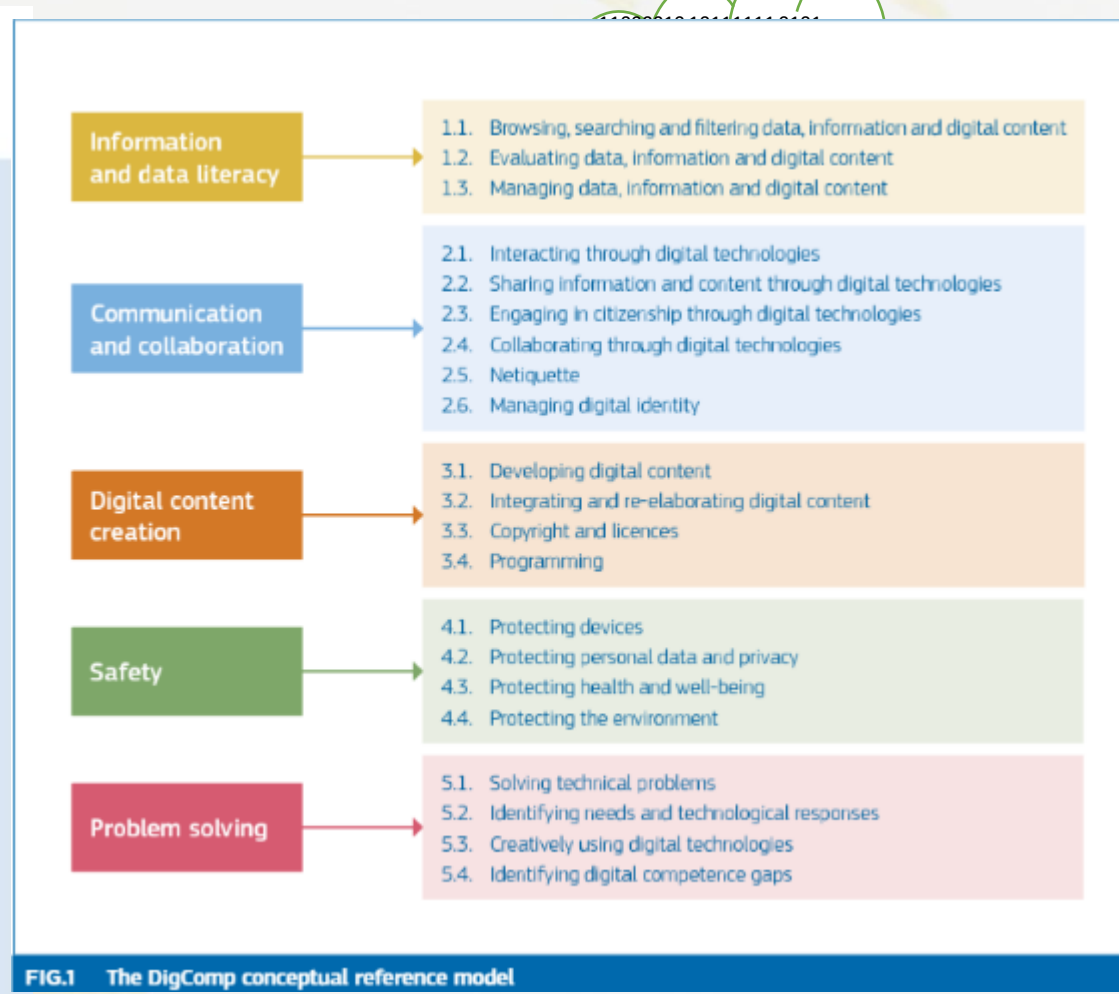 Information
and data literacy
1.1. Browsing, searching and filtering data, information and digital content
1.2. Evaluating data, information and digital content
1.3. Managing data, information and digital content
Communication
and collaboration
2.1. Interacting through digital technologies
2.2. Sharing information and content through digital technologies
2.3. Engaging in citizenship through digital technologies
2.4. Collaborating through digital technologies
2.5. Netiquette
2.6. Managing digital identity
Digital content
creation
3.1. Developing digital content
3.2. Integrating and re-elaborating digital content
3.3. Copyright and licences
3.4. Programming
Safety
4.1. Protecting devices
4.2. Protecting personal data and privacy
4.3. Protecting health and well-being
4.4. Protecting the environment
Problem solving
5.1. Solving technical problems
5.2. Identifying needs and technological responses
5.3. Creatively using digital technologies
5.4. Identifying digital competence gaps
FIG.1 The DigComp conceptual reference model